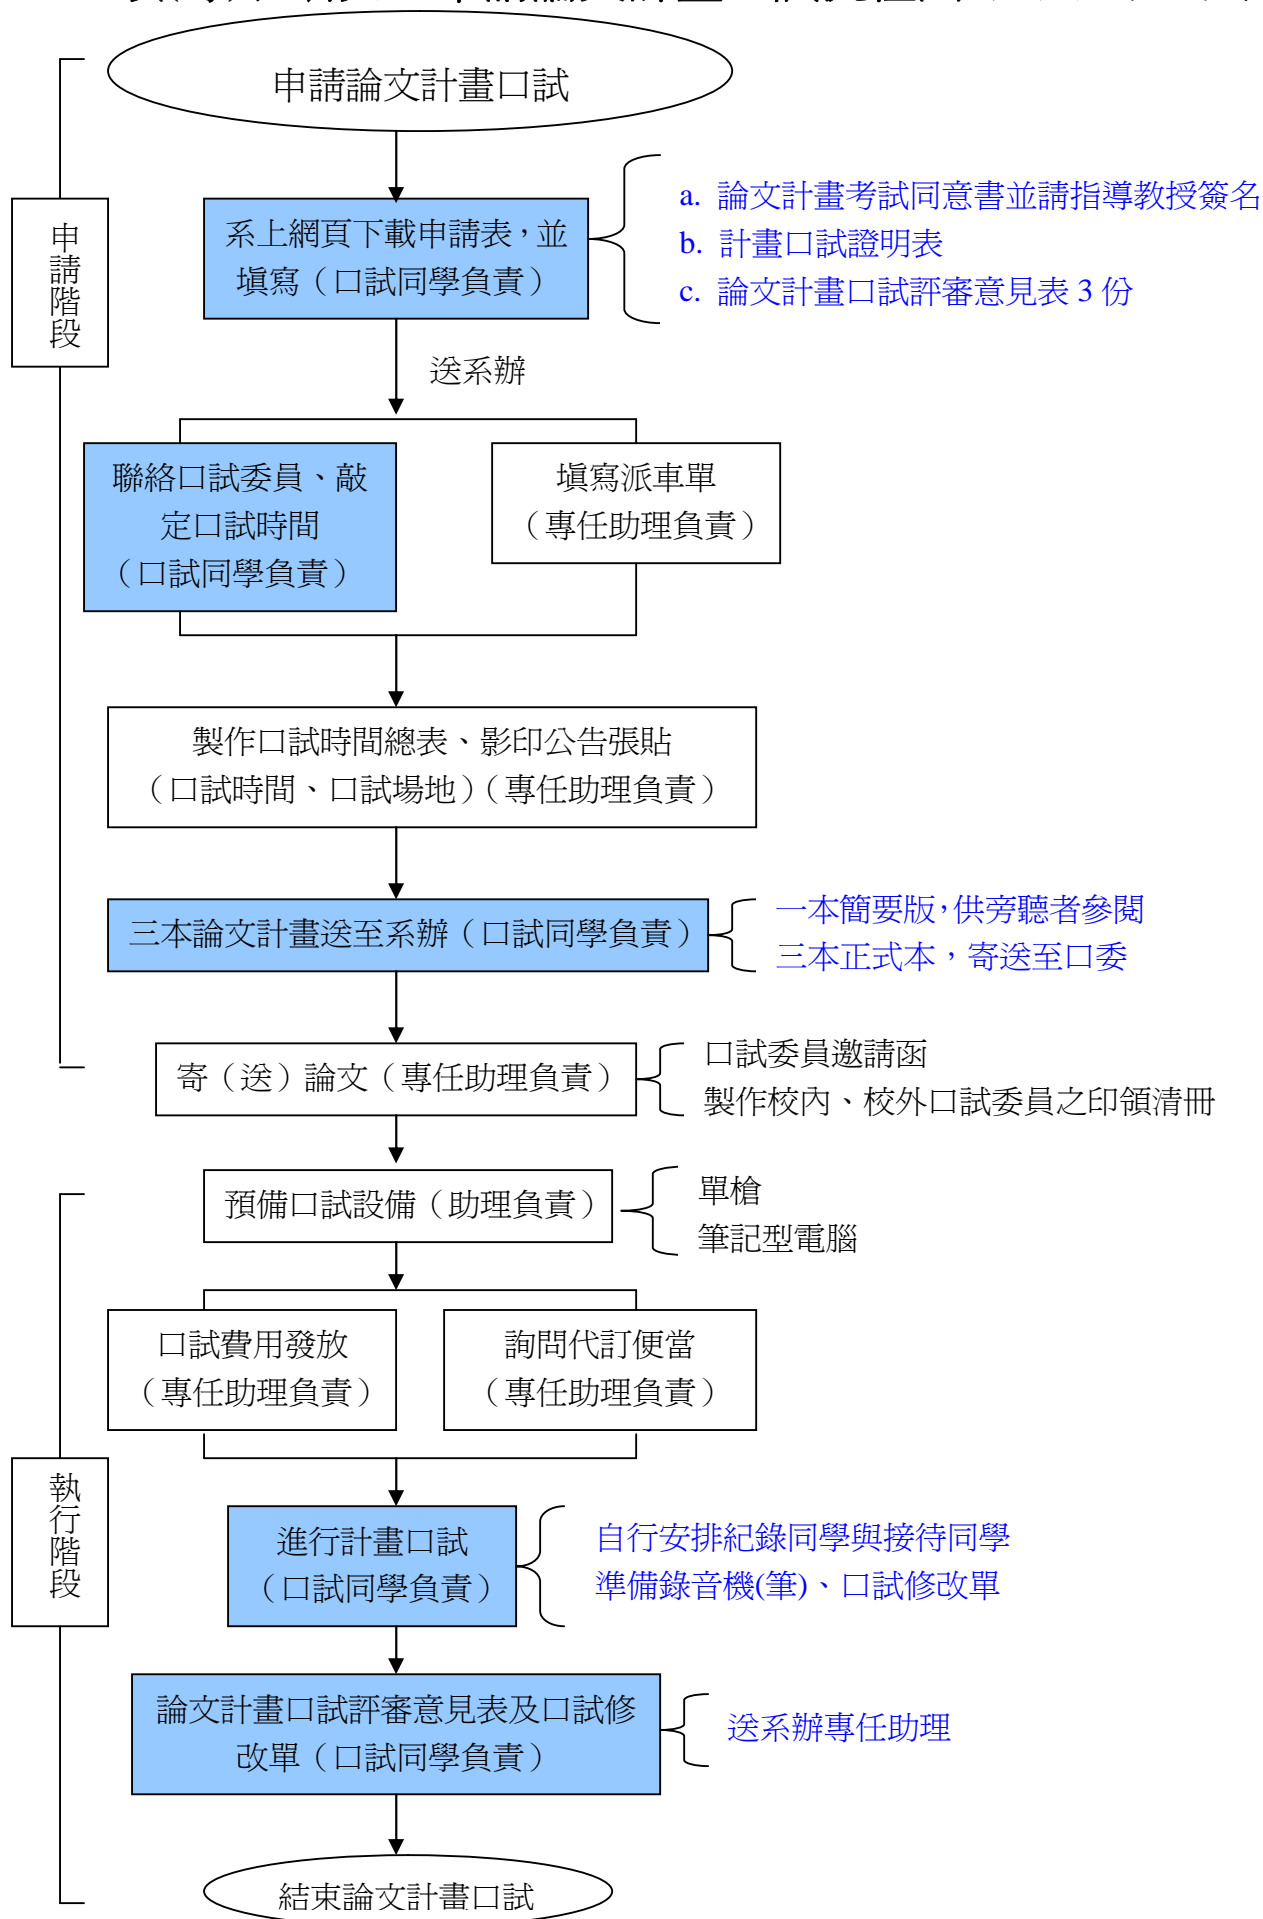 申請論文計畫口試
申請階段
系上網頁下載申請表，並
填寫（口試同學負責）
a. 論文計畫考試同意書並請指導教授簽名
b. 計畫口試證明表
c. 論文計畫口試評審意見表 3 份
送系辦
聯絡口試委員、敲
定口試時間
（口試同學負責）
填寫派車單
（專任助理負責）
製作口試時間總表、影印公告張貼
（口試時間、口試場地）（專任助理負責）
三本論文計畫送至系辦（口試同學負責）
一本簡要版，供旁聽者參閱
三本正式本，寄送至口委
寄（送）論文（專任助理負責）
口試委員邀請函
製作校內、校外口試委員之印領清冊
預備口試設備（助理負責）
單槍
筆記型電腦
口試費用發放
（專任助理負責）
詢問代訂便當
（專任助理負責）
執行階段
進行計畫口試
（口試同學負責）
自行安排紀錄同學與接待同學
準備錄音機(筆)、口試修改單
論文計畫口試評審意見表及口試修
改單（口試同學負責）
送系辦專任助理
結束論文計畫口試